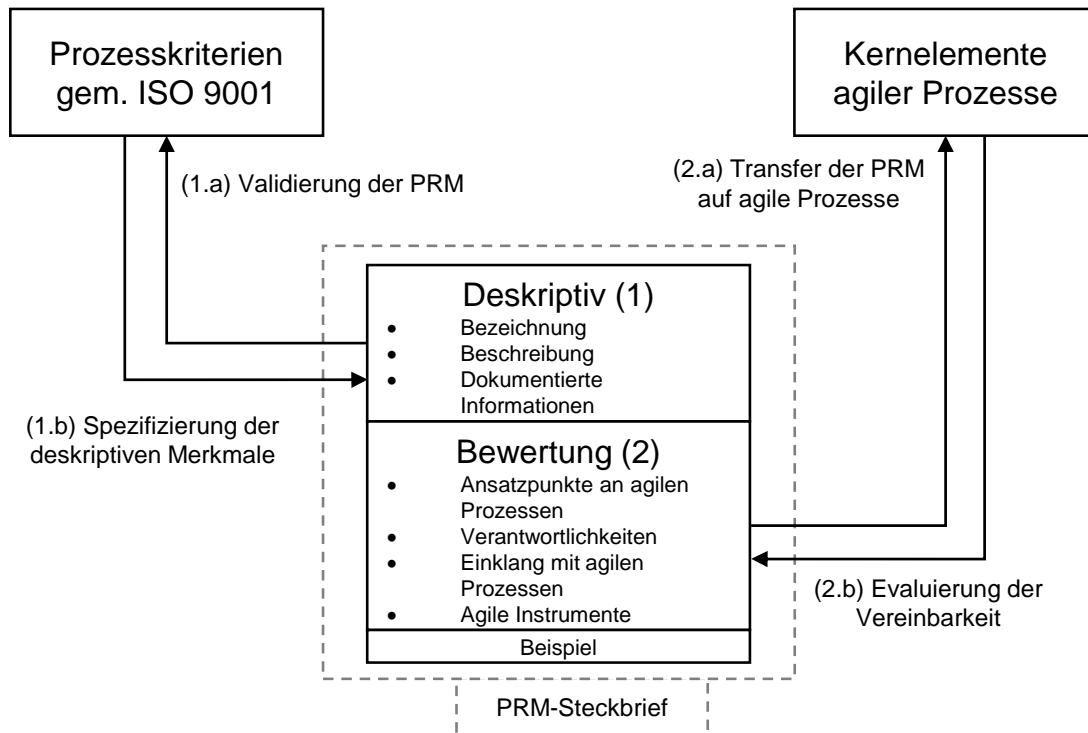 Prozesskriterien
gem. ISO 9001
Kernelemente
agiler Prozesse
(1.a) Validierung der PRM
(2.a) Transfer der PRM
auf agile Prozesse
Deskriptiv (1)
• Bezeichnung
• Beschreibung
• Dokumentierte
Informationen
(1.b) Spezifizierung der
deskriptiven Merkmale
Bewertung (2)
• Ansatzpunkte an agilen
Prozessen
• Verantwortlichkeiten
• Einklang mit agilen
Prozessen
• Agile Instrumente
(2.b) Evaluierung der
Vereinbarkeit
Beispiel
PRM-Steckbrief